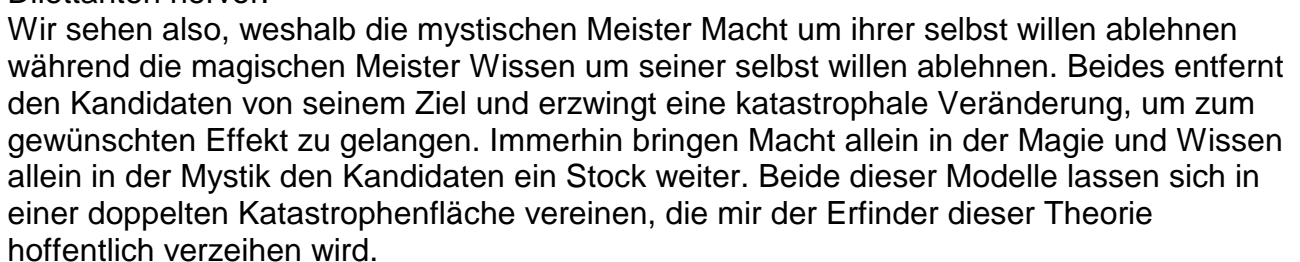 Wir sehen also, weshalb die mystischen Meister Macht um ihrer selbst willen ablehnen
während die magischen Meister Wissen um seiner selbst willen ablehnen. Beides entfernt
den Kandidaten von seinem Ziel und erzwingt eine katastrophale Veränderung, um zum
gewünschten Effekt zu gelangen. Immerhin bringen Macht allein in der Magie und Wissen
allein in der Mystik den Kandidaten ein Stock weiter. Beide dieser Modelle lassen sich in
einer doppelten Katastrophenfläche vereinen, die mir der Erfinder dieser Theorie
hoffentlich verzeihen wird.